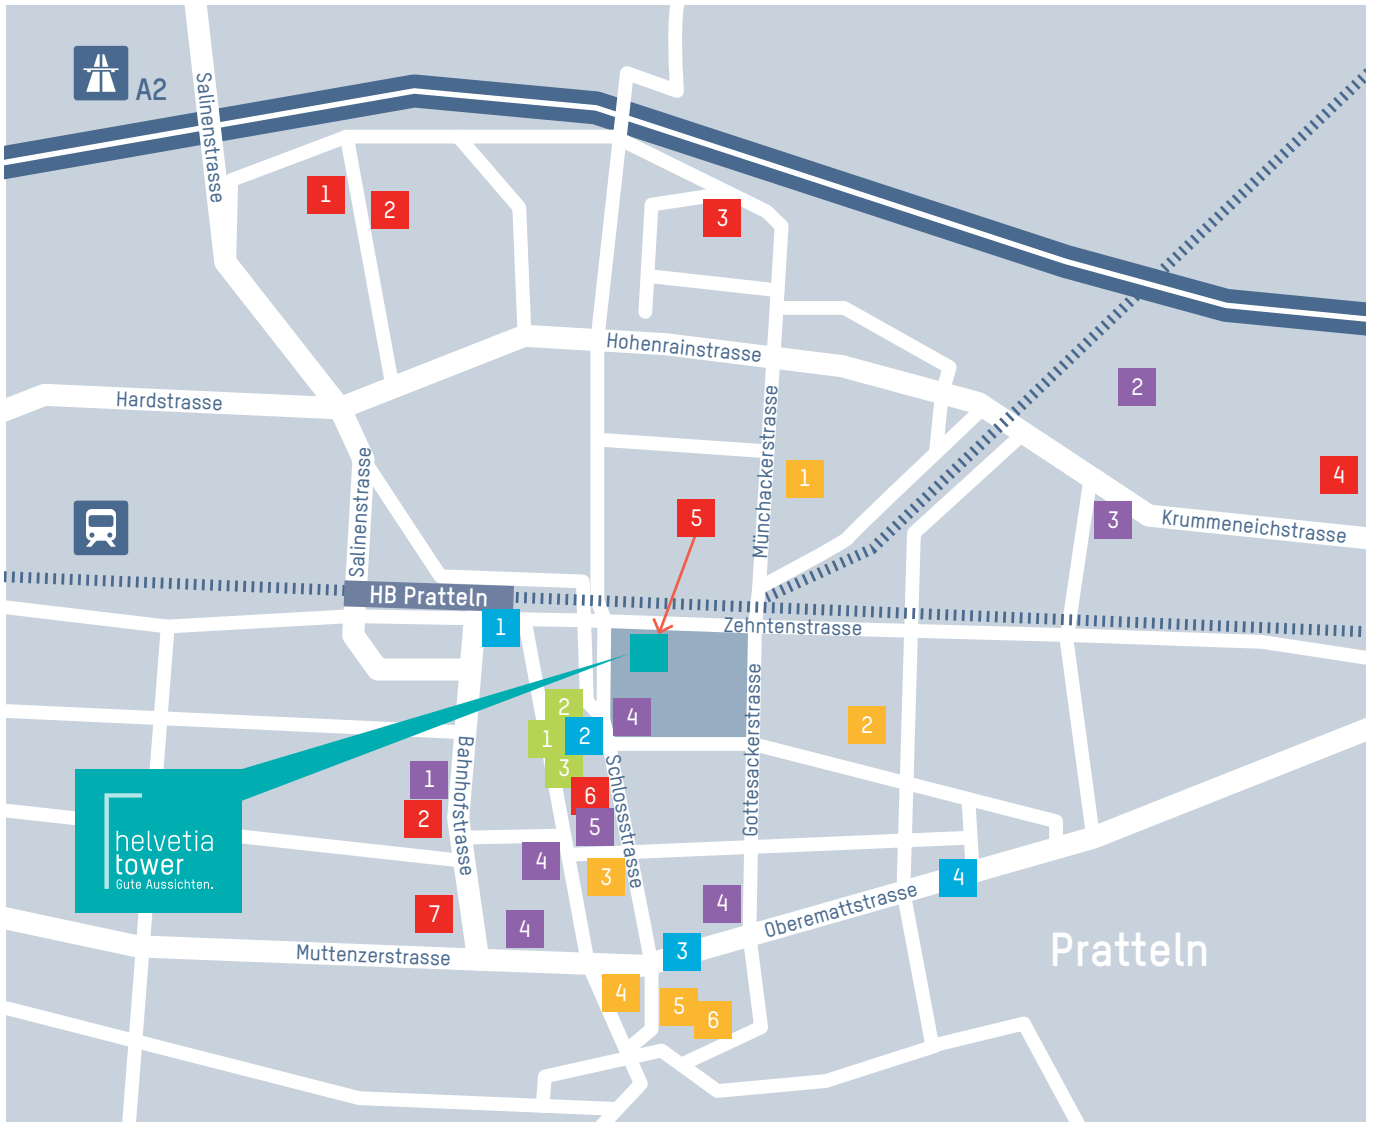 A2
Salinenstrasse
1
2
3
Hohenrainstrasse
Hardstrasse
2
Münchackerstrasse
1
4
Salinenstrasse
5
3
Krummeneichstrasse
HB Pratteln
1
Zehntenstrasse
2
4
1
2
2
3
Bahnhofstrasse
Schlossstrasse
Gottesackerstrasse
1
6
2
5
helvetia
tower
Gute Aussichten.
4
3
4
4
7
4
Oberemattstrasse
3
Muttenzerstrasse
Pratteln
4
5
6